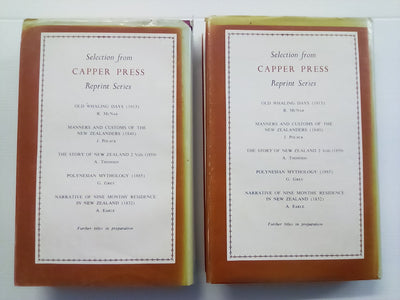 Selection from
CAPPER PRESS
Reprint Series
OLD WHALING DAYS (1913)
R. McNab
MANNERS AND CUSTOMS OF THE
NEW ZEALANDERS (1840)
J. Polack
THE STORY OF NEW ZEALAND 2 Vols (1859)
A. Thomson
POLYNESIAN MYTHOLOGY (1885)
G. Grey
NARRATIVE OF NINE MONTHS' RESIDENCE
IN NEW ZEALAND (1832)
A. Earle
Further titles in preparation
Selection from
CAPPER PRESS
Reprint Series
OLD WHALING DAYS (1913)
R. McNab
MANNERS AND CUSTOMS OF THE
NEW ZEALANDERS (1840)
J. Polack
THE STORY OF NEW ZEALAND 2 Vols (1859)
A. Thomson
POLYNESIAN MYTHOLOGY (1885)
G. Grey
NARRATIVE OF NINE MONTHS' RESIDENCE
IN NEW ZEALAND (1832)
A. Earle
Further titles in preparation